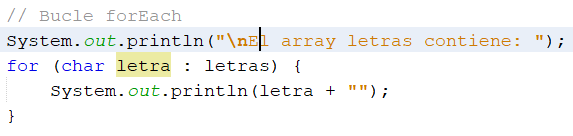 // Bucle forEach
System.out.println("\nEl array letras contiene: ");
for (char letra : letras) {
    System.out.println(letra + "");
}